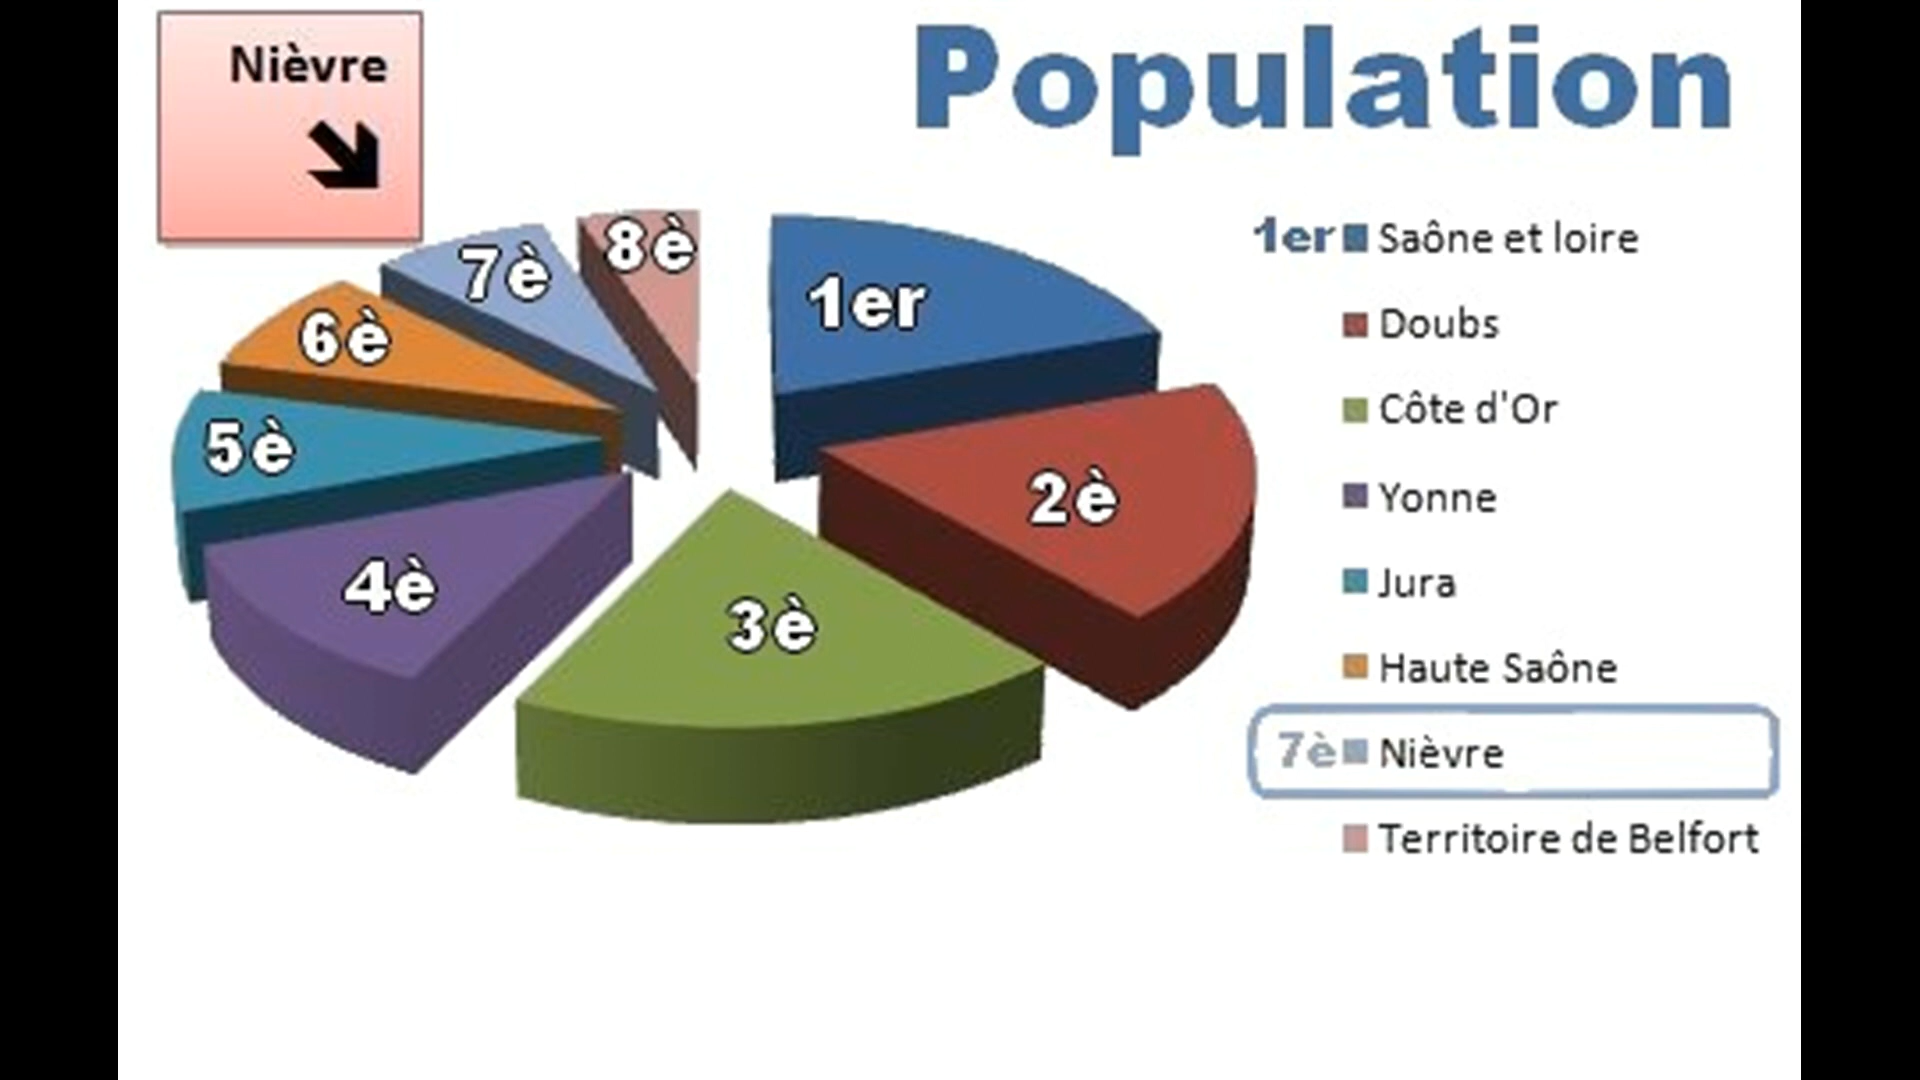 Nièvre
Population
8è
7è
1er
6è
5è
2è
4è
3è
1er Saône et loire
Doubs
Côte d'Or
Yonne
Jura
Haute Saône
7è Nièvre
Territoire de Belfort